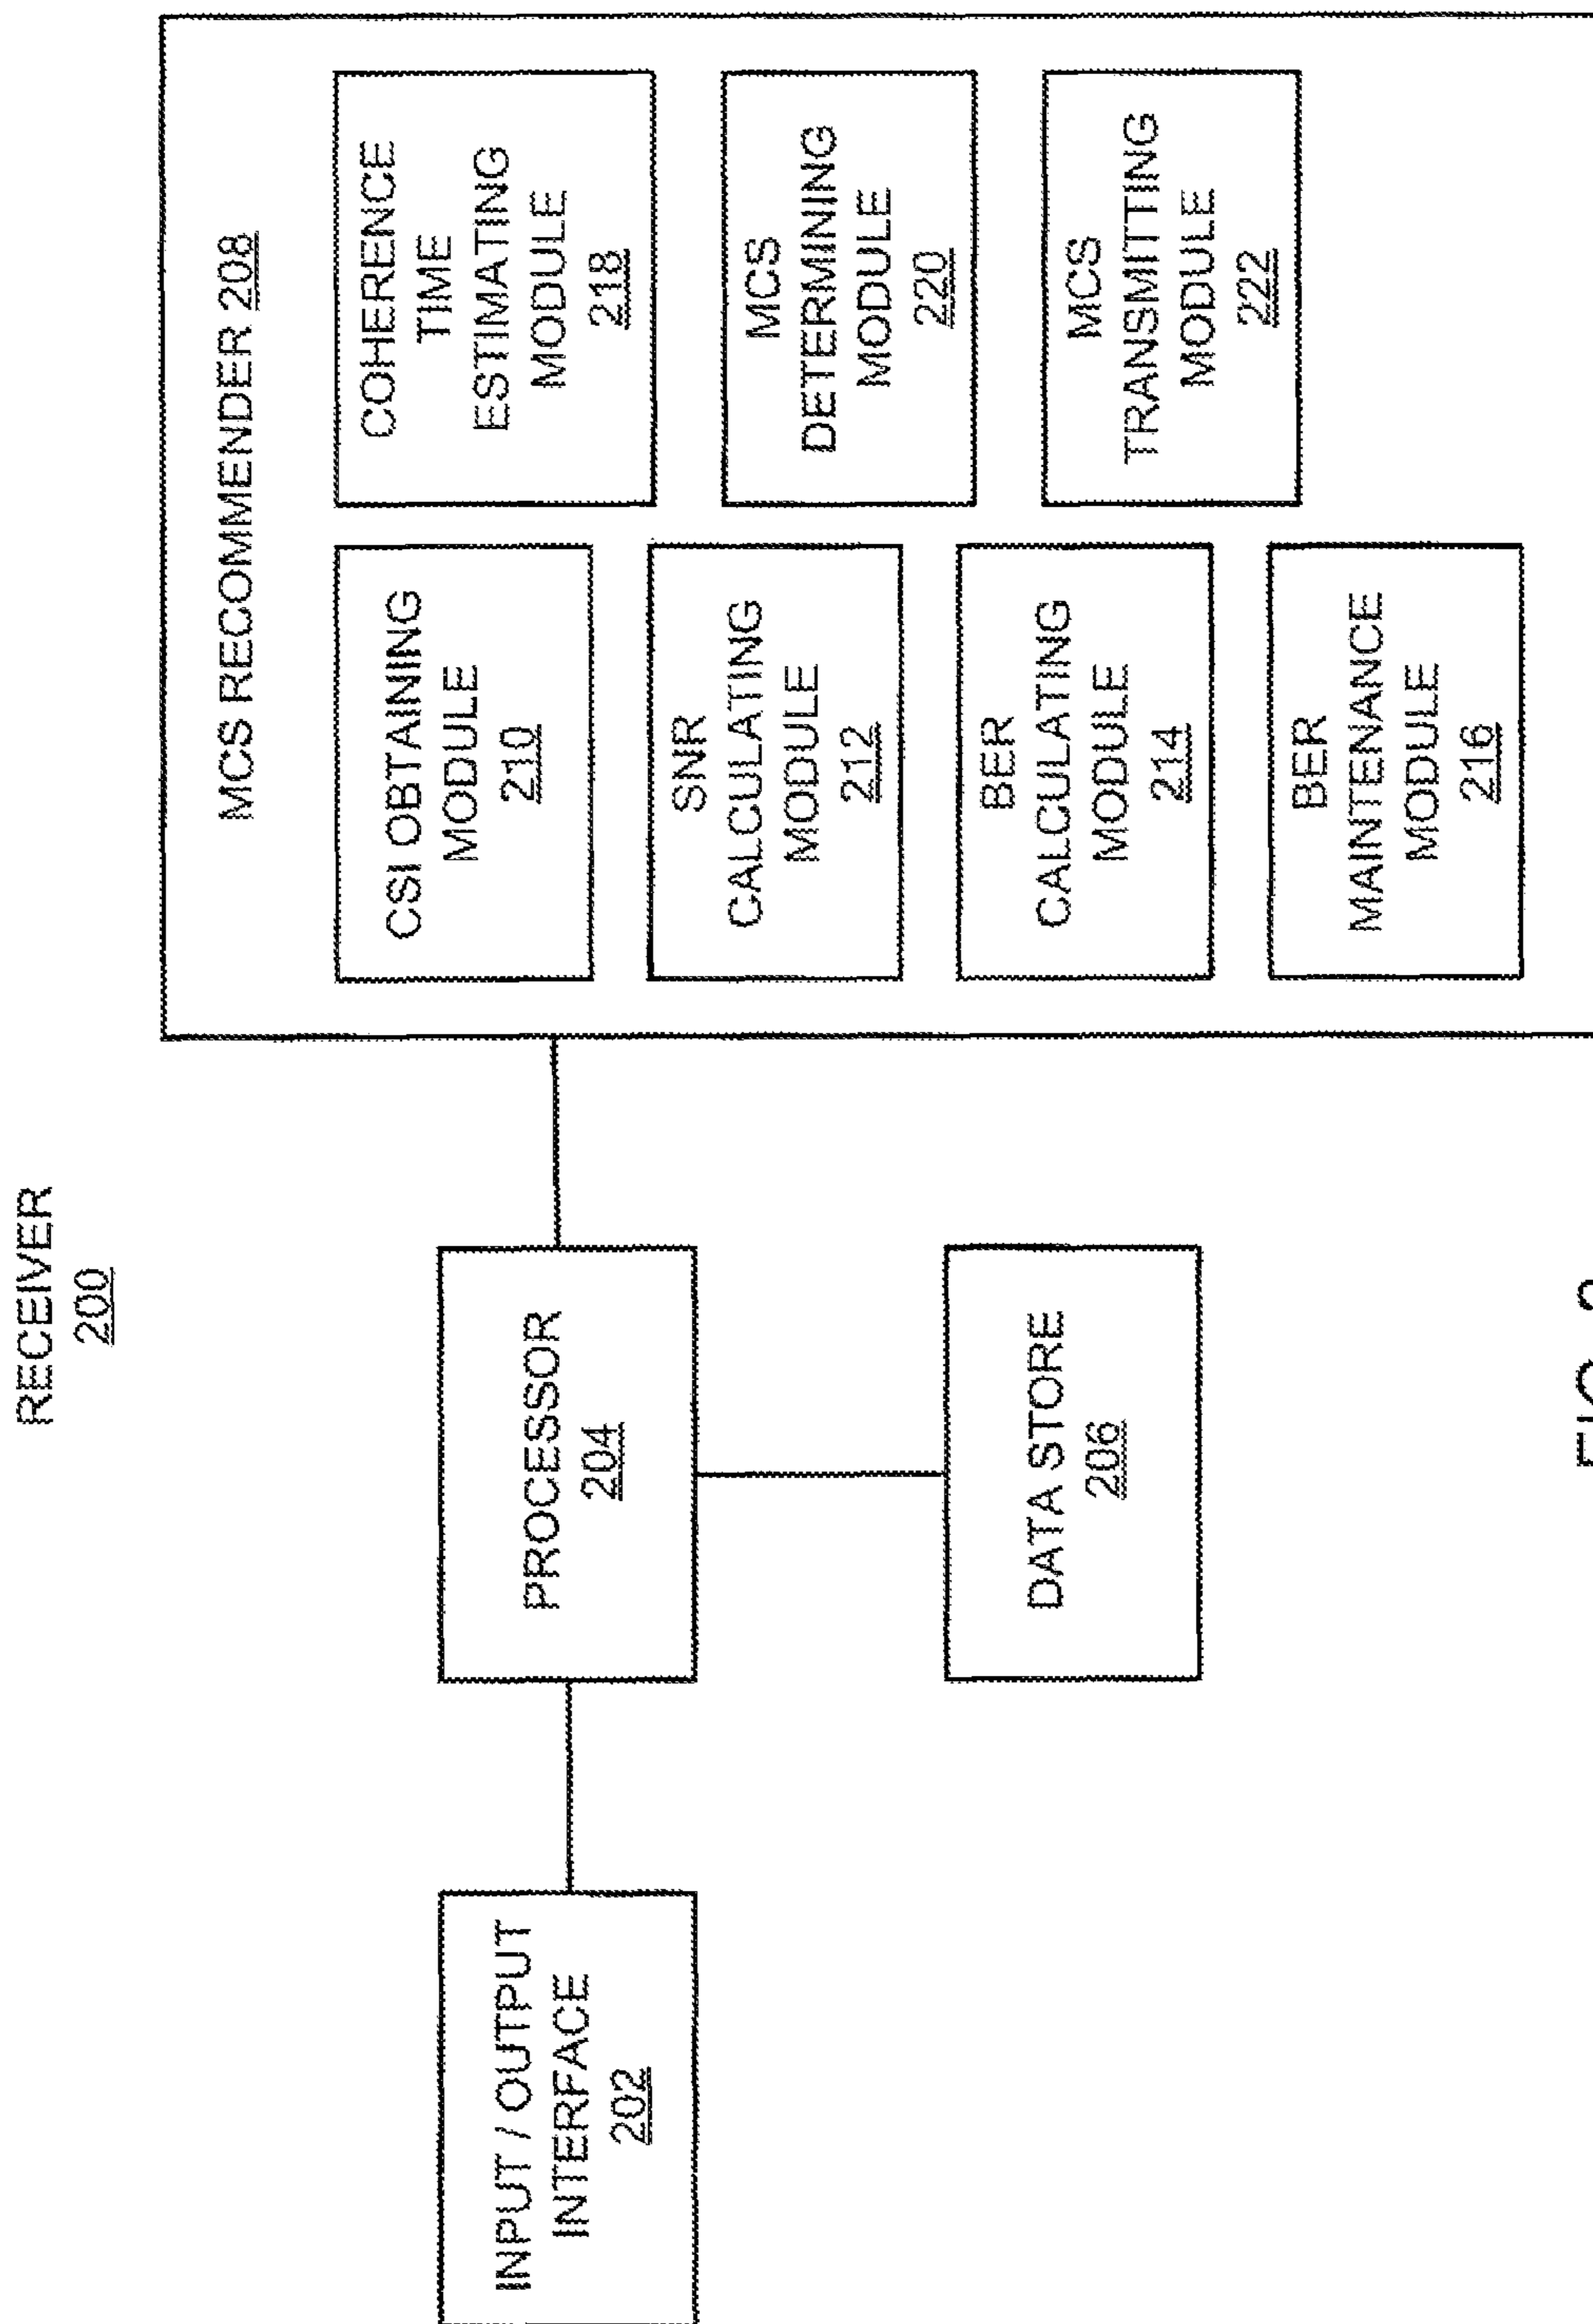 RECEIVER
200
INPUT / OUTPUT
INTERFACE
202
PROCESSOR
204
DATA STORE
206
MCS RECOMMENDER 208
CSI OBTAINING
MODULE
210
SNR
CALCULATING
MODULE
212
BER
CALCULATING
MODULE
214
BER
MAINTENANCE
MODULE
216
COHERENCE
TIME
ESTIMATING
MODULE
218
MCS
DETERMINING
MODULE
220
MCS
TRANSMITTING
MODULE
222